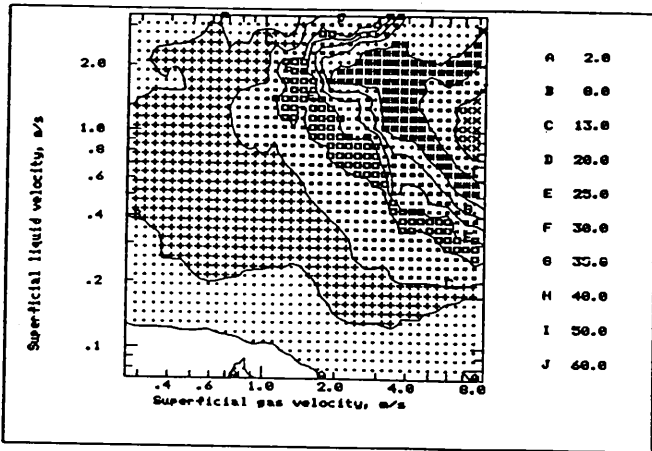 A 2.0
B 8.0
C 13.0
D 20.0
E 25.0
F 30.0
G 35.0
H 40.0
I 50.0
J 60.0
Superficial liquid velocity, m/s
2.0
1.0
.8
.6
.4
.2
.1
.4 .6 1.0 2.0 4.0 8.0
Superficial gas velocity, m/s